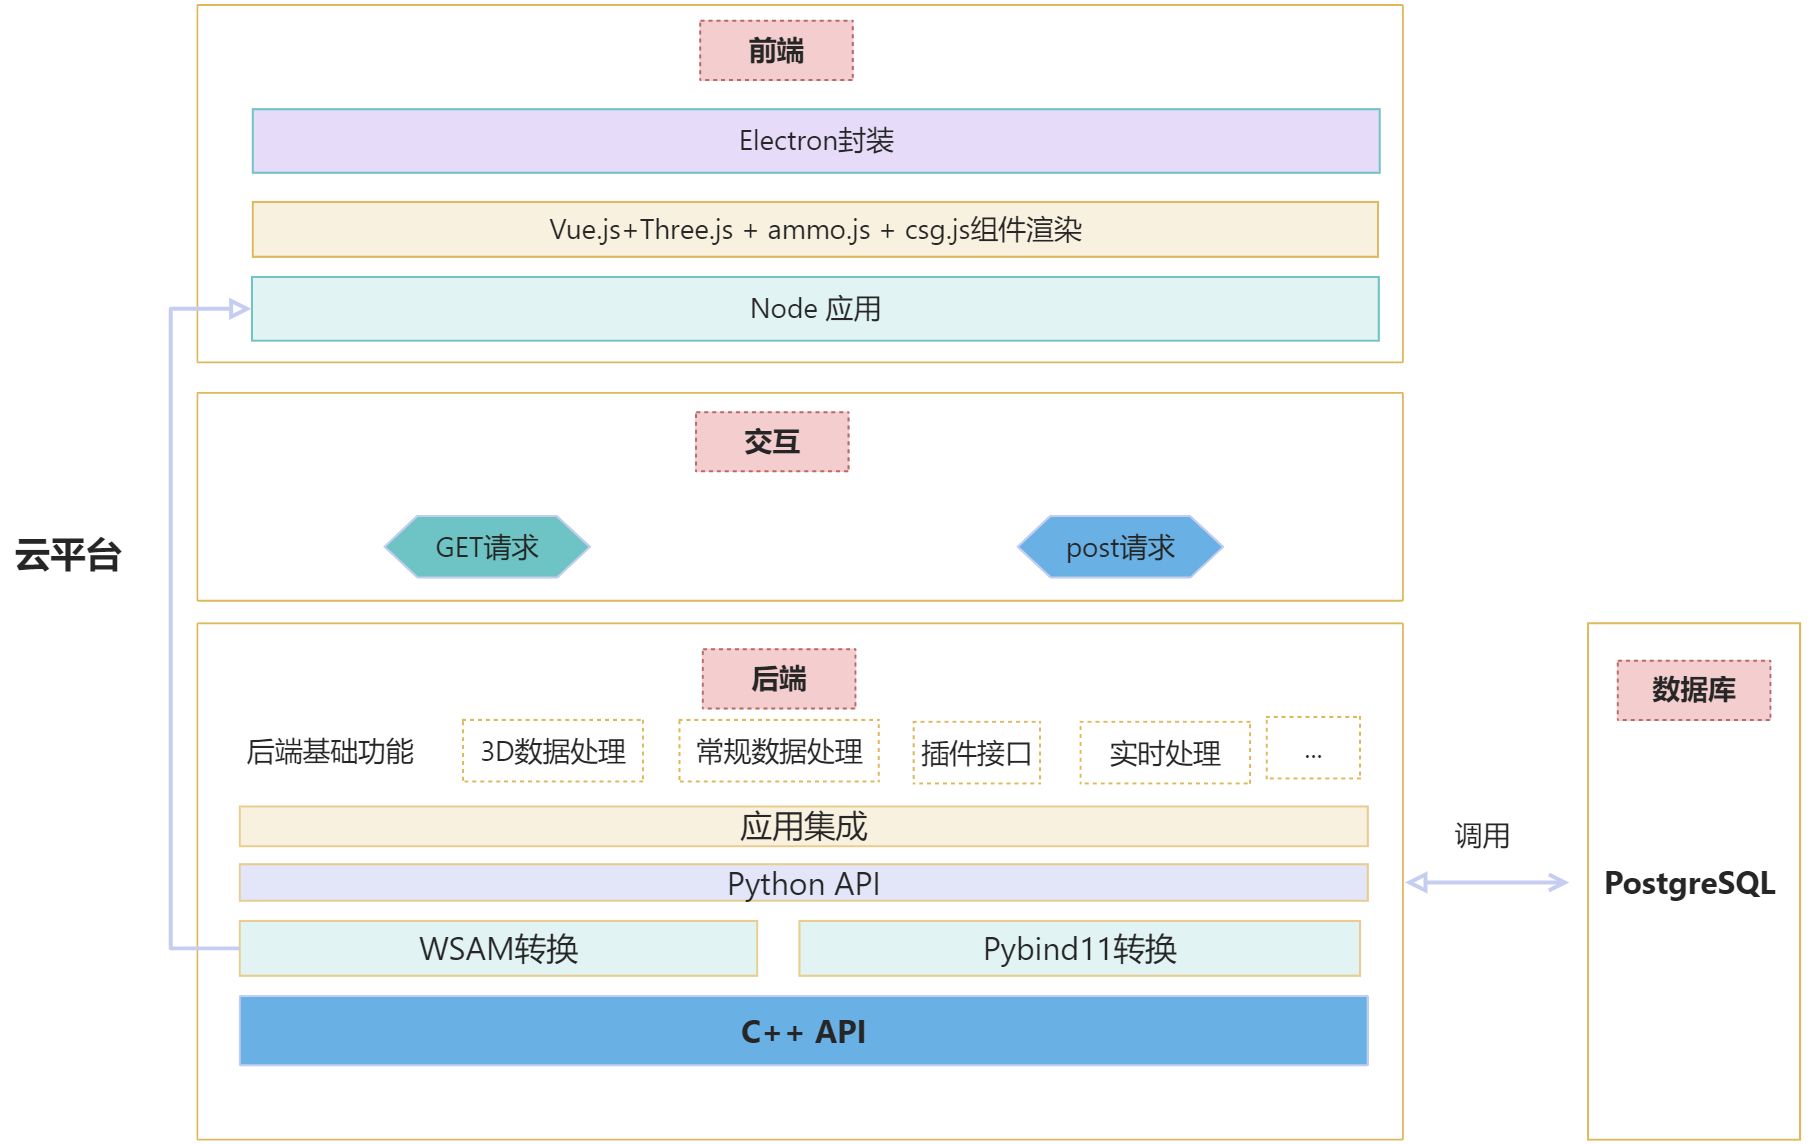 前端
Electron封装
Vue.js+Three.js + ammo.js + csg.js组件渲染
Node 应用
交互
GET请求
post请求
云平台
后端
后端基础功能
3D数据处理
常规数据处理
插件接口
实时处理
...
应用集成
Python API
WSAM转换
Pybind11转换
C++ API
调用
数据库
PostgreSQL